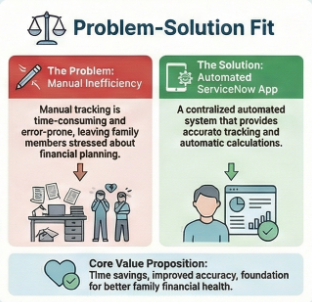 Problem-Solution Fit
The Problem:
Manual Inefficiency
Manual tracking is
time-consuming and
error-prone, leaving family
members stressed about
financial planning.
The Solution:
Automated
ServiceNow App
A contralized automated
system that provides
accurato tracking and
automatic calculations.
Core Value Proposition:
Time savings, improved accuracy, foundation
for better family financial health.